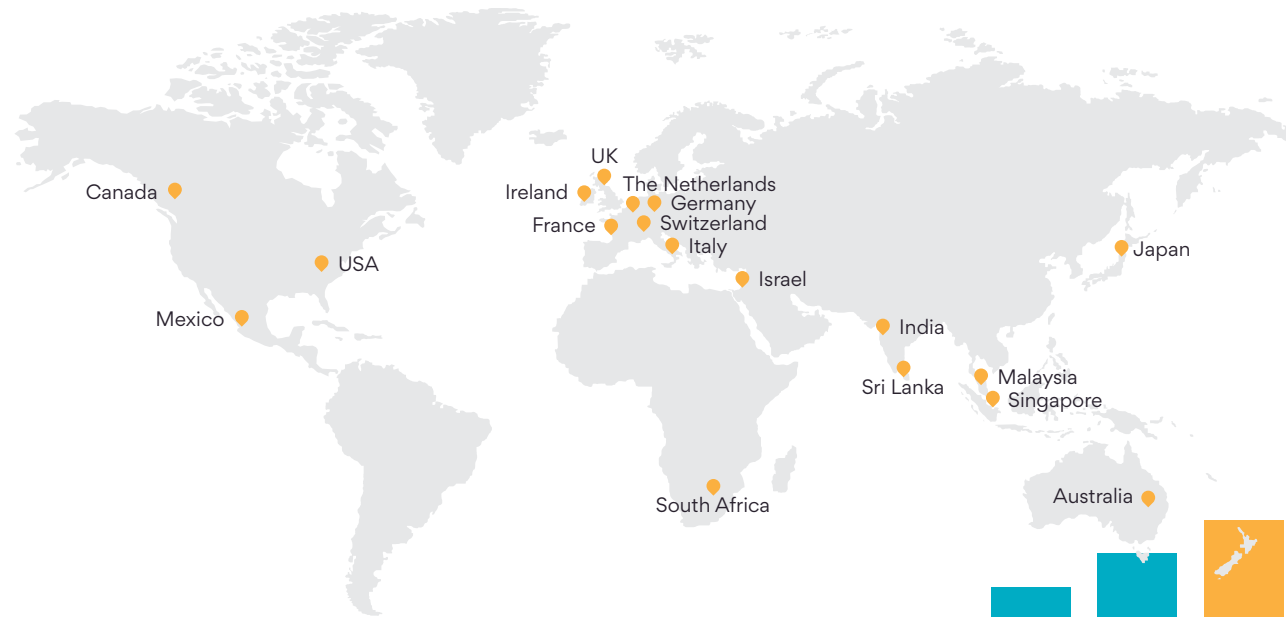 UK
The Netherlands
Canada
Ireland
Germany
France
Switzerland
Italy
Japan
USA
Israel
Mexico
India
Malaysia
Sri Lanka
Singapore
Australia
South Africa